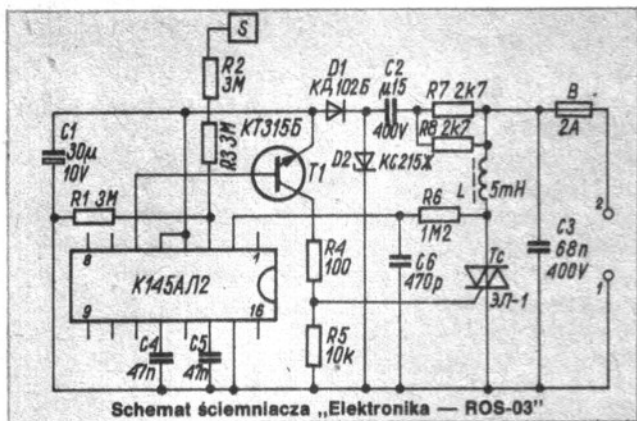 S
R2
3M
D1
КД102Б
C2
µ15
400V
R7 2k7
R8 2k7
B
2A
C1
30µ
10V
R3 3M
КТ315Б
T1
D2
КС215Ж
L
5mH
R1 3M
R6
1M2
2
8
1
К145АЛ2
9
16
R4
100
C6
470p
Tc
ЭЛ-1
C3
68n
400V
1
C4
47n
C5
47n
R5
10k
Schemat ściemniacza „Elektronika — ROS-03"